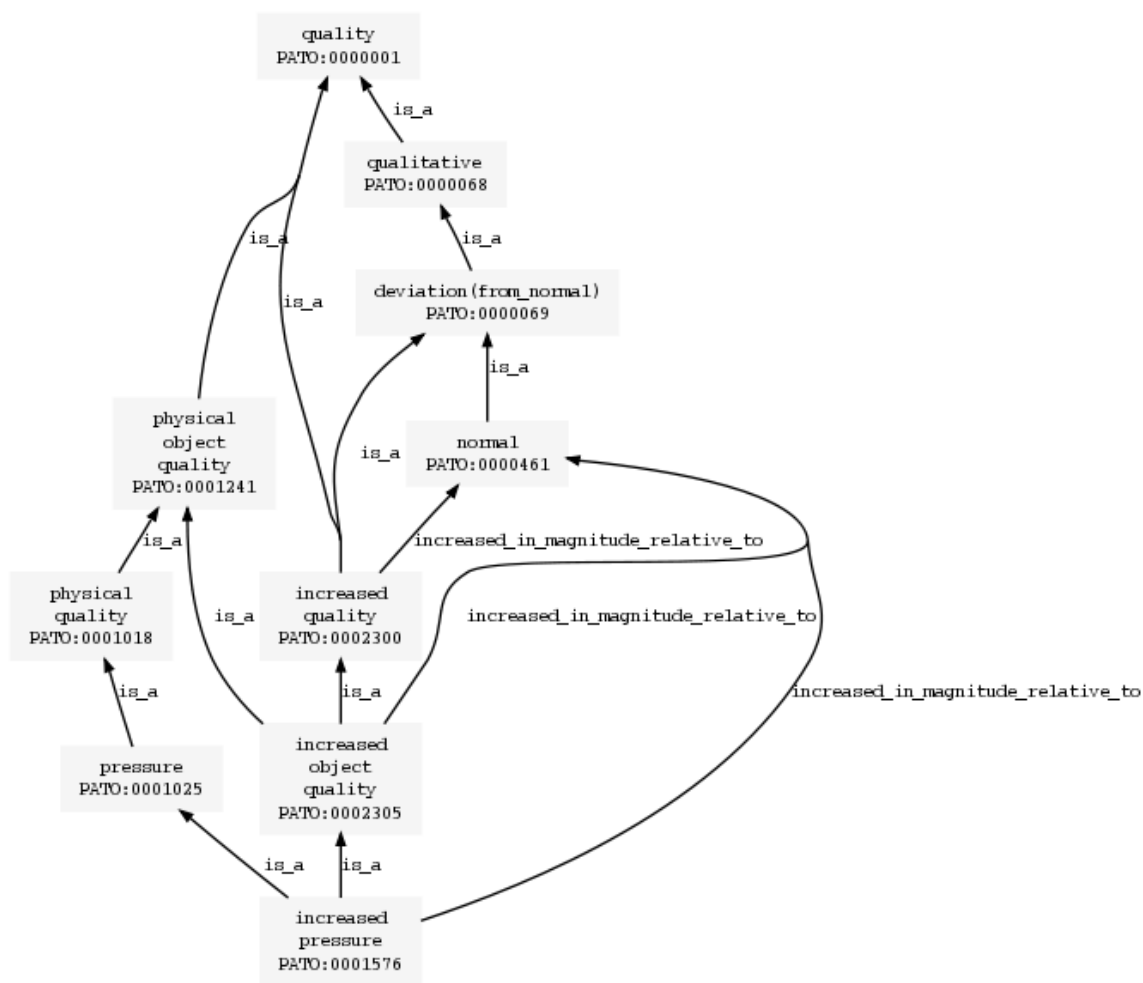 quality
PATO:0000001
is_a
qualitative
PATO:0000068
is_a
is_a
deviation(from_normal)
PATO:0000069
is_a
is_a
physical
object
quality
PATO:0001241
is_a
normal
PATO:0000461
is_a
increased_in_magnitude_relative_to
physical
quality
PATO:0001018
is_a
increased
quality
PATO:0002300
increased_in_magnitude_relative_to
is_a
is_a
increased_in_magnitude_relative_to
pressure
PATO:0001025
increased
object
quality
PATO:0002305
is_a
is_a
increased
pressure
PATO:0001576